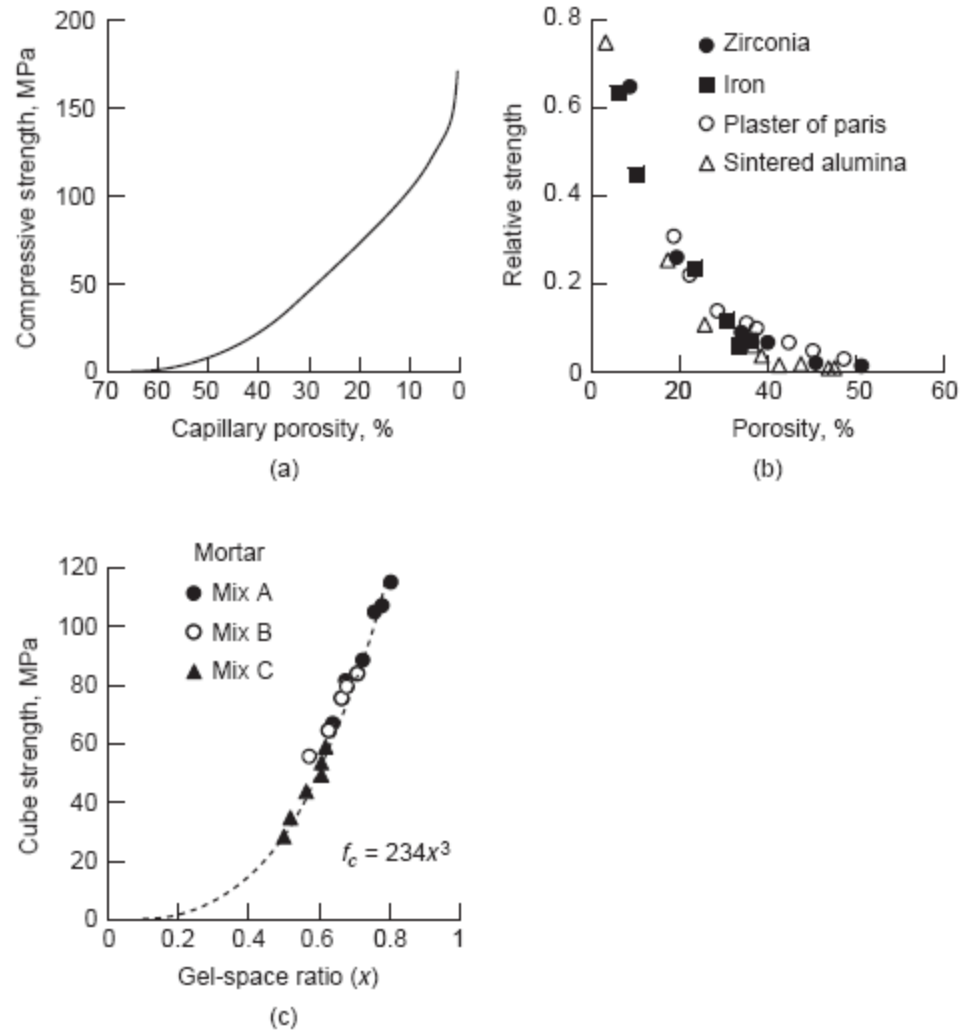 200
150
100
50
0
Compressive strength, MPa
70 60 50 40 30 20 10 0
Capillary porosity, %
(a)
0.8
0.6
0.4
0.2
0
Relative strength
Zirconia
Iron
Plaster of paris
Sintered alumina
0 20 40 60
Porosity, %
(b)
120
100
80
60
40
20
0
Cube strength, MPa
Mortar
Mix A
Mix B
Mix C
fc = 234x³
0 0.2 0.4 0.6 0.8 1
Gel-space ratio (x)
(c)